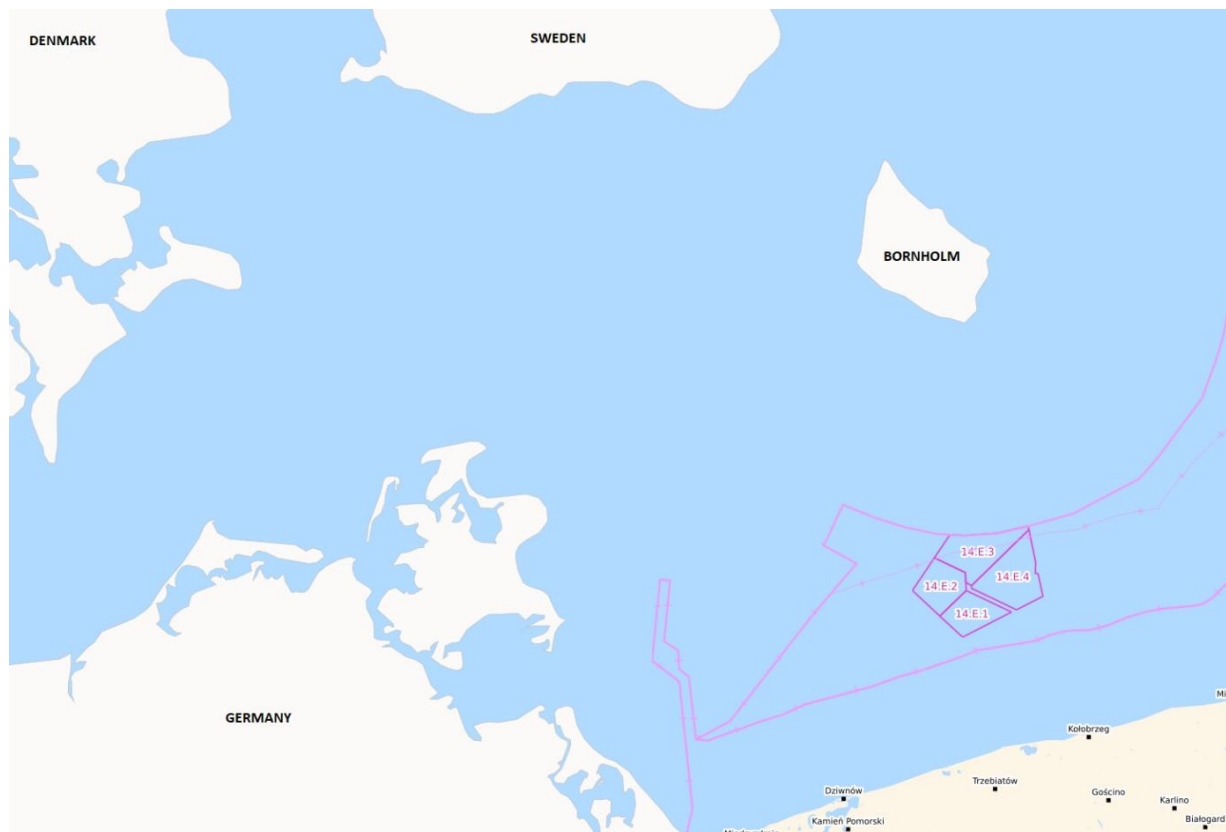 DENMARK
SWEDEN
BORNHOLM
14.E.3
14.E.2
14.E.4
14.E.1
GERMANY
Kołobrzeg
Trzebiatów
Dziwnów
Gościno
Karlino
Kamień Pomorski
Białogard